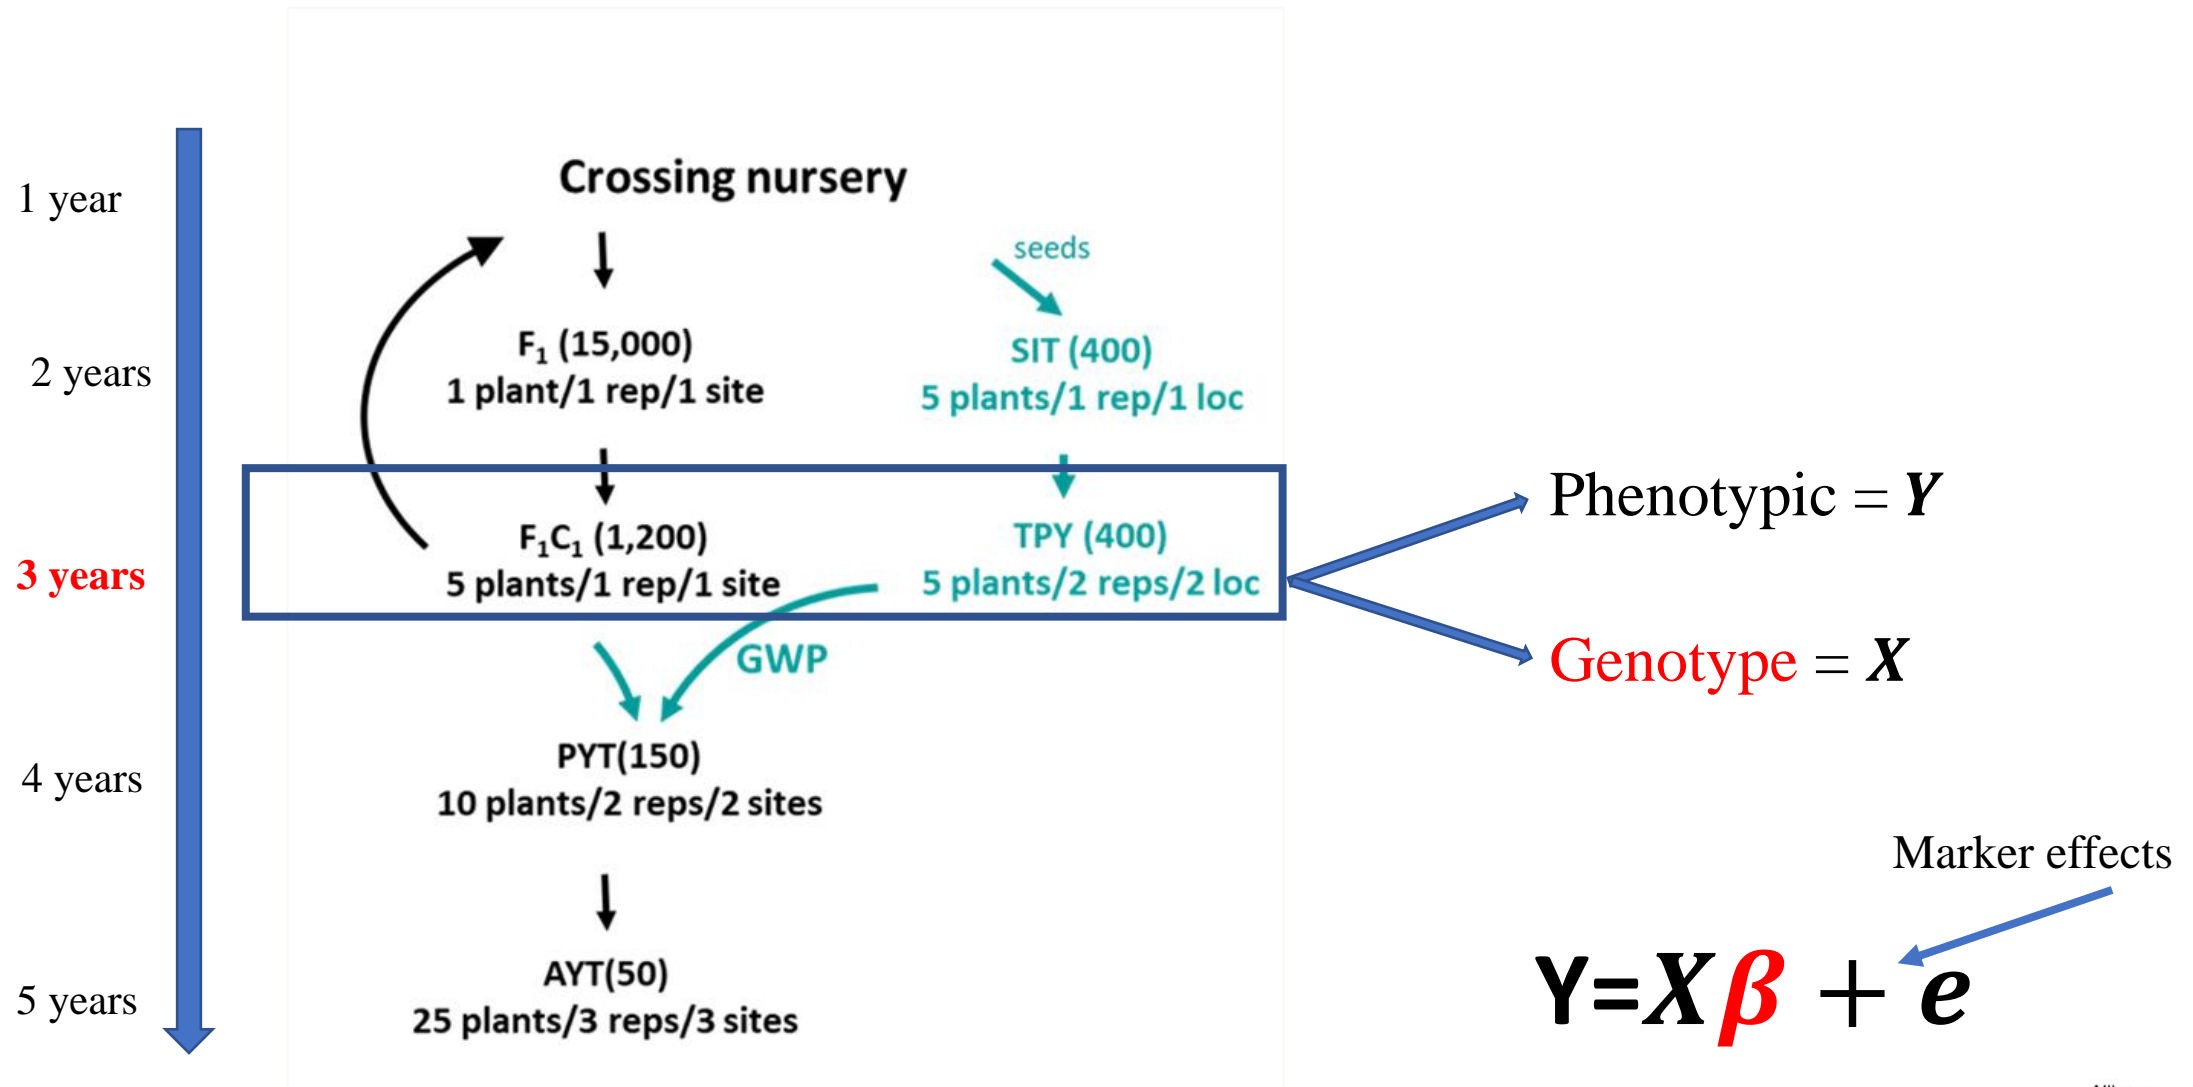 1 year
Crossing nursery
seeds
2 years
F₁ (15,000)
1 plant/1 rep/1 site
SIT (400)
5 plants/1 rep/1 loc
3 years
F₁C₁ (1,200)
5 plants/1 rep/1 site
TPY (400)
5 plants/2 reps/2 loc
Phenotypic = Y
Genotype = X
GWP
4 years
PYT(150)
10 plants/2 reps/2 sites
Marker effects
5 years
AYT(50)
25 plants/3 reps/3 sites
Y=Xβ + e